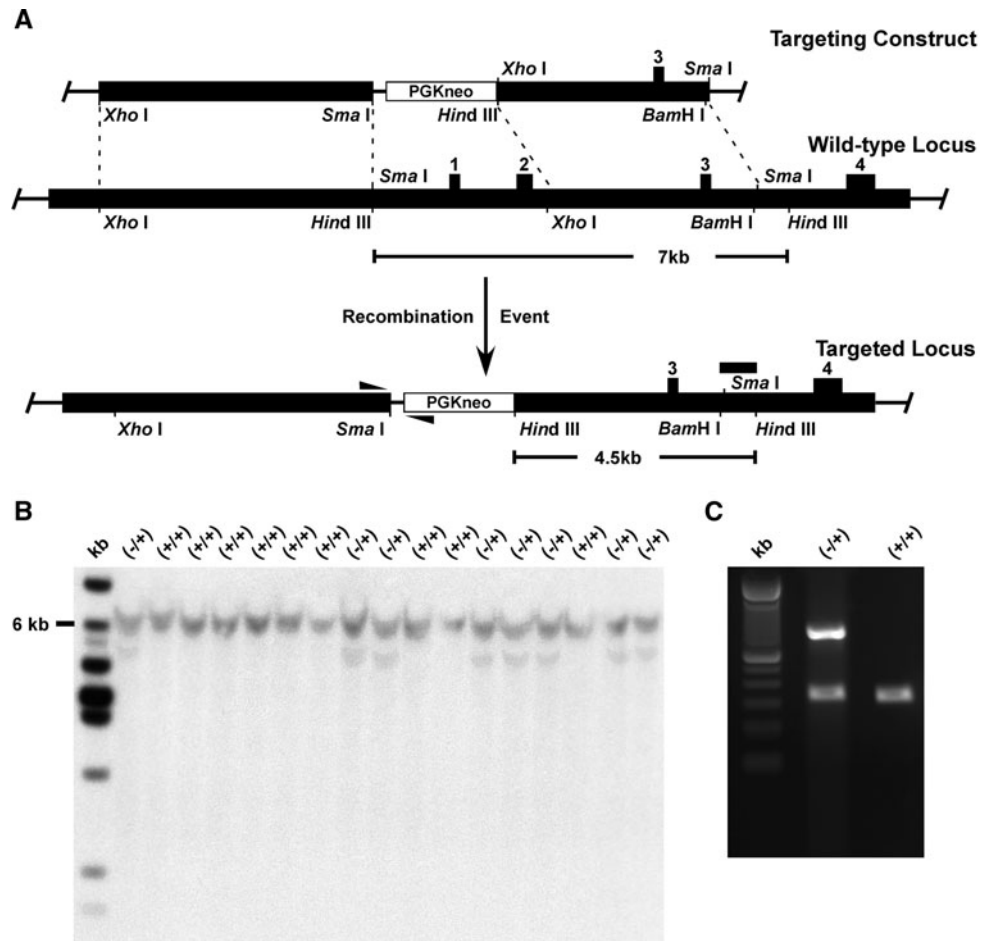 A
Targeting Construct
3
Xho I
Sma I
PGKneo
Xho I
Sma I
Hind III
BamH I
Wild-type Locus
Sma I
1
2
3
Sma I
4
Xho I
Hind III
Xho I
BamH I
Hind III
7kb
Recombination Event
Targeted Locus
3
Sma I
4
PGKneo
Xho I
Sma I
Hind III
BamH I
Hind III
4.5kb
B
kb (-/+) (+/+) (+/+) (+/+) (+/+) (+/+) (+/+) (-/+) (-/+) (+/+) (+/+) (-/+) (-/+) (-/+) (+/+) (-/+) (-/+)
6 kb
C
kb (-/+) (+/+)